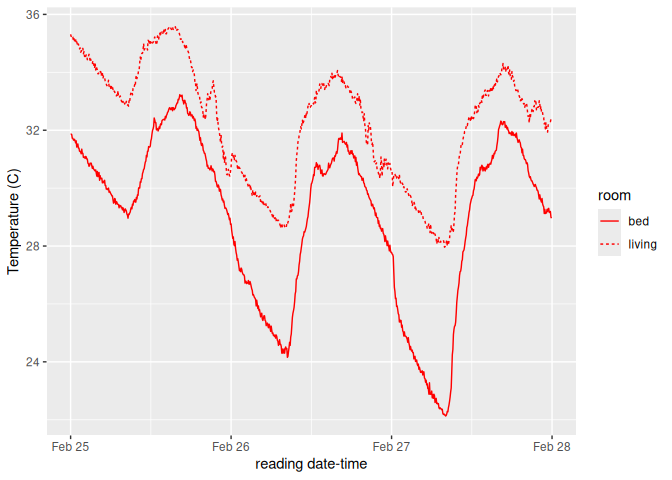 36
32
28
24
Temperature (C)
Feb 25
Feb 26
Feb 27
Feb 28
reading date-time
room
bed
living